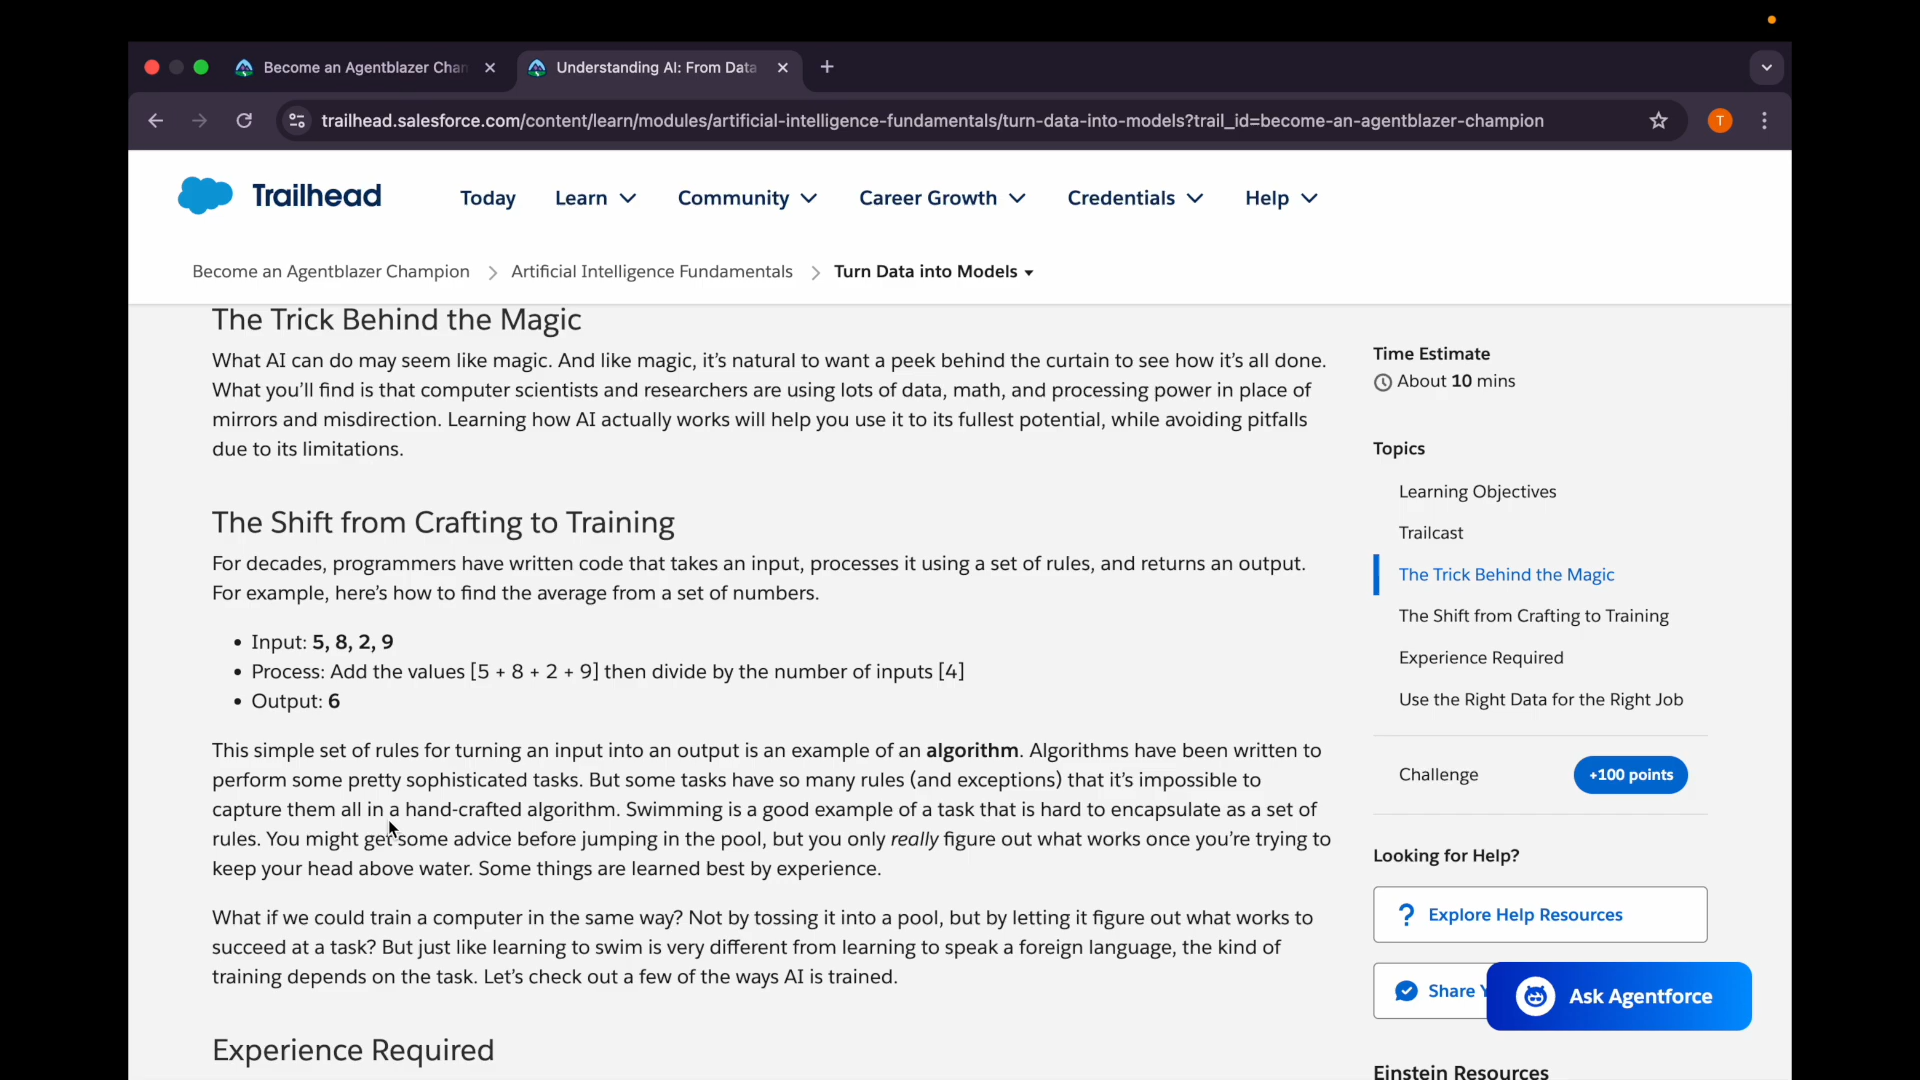 Become an Agentblazer Chan
Understanding AI: From Data
trailhead.salesforce.com/content/learn/modules/artificial-intelligence-fundamentals/turn-data-into-models?trail_id=become-an-agentblazer-champion
T
Trailhead
Today
Learn
Community
Career Growth
Credentials
Help
Become an Agentblazer Champion
Artificial Intelligence Fundamentals
Turn Data into Models
The Trick Behind the Magic
What AI can do may seem like magic. And like magic, it’s natural to want a peek behind the curtain to see how it’s all done.
What you’ll find is that computer scientists and researchers are using lots of data, math, and processing power in place of
mirrors and misdirection. Learning how AI actually works will help you use it to its fullest potential, while avoiding pitfalls
due to its limitations.
The Shift from Crafting to Training
For decades, programmers have written code that takes an input, processes it using a set of rules, and returns an output.
For example, here’s how to find the average from a set of numbers.
• Input: 5, 8, 2, 9
• Process: Add the values [5 + 8 + 2 + 9] then divide by the number of inputs [4]
• Output: 6
This simple set of rules for turning an input into an output is an example of an algorithm. Algorithms have been written to
perform some pretty sophisticated tasks. But some tasks have so many rules (and exceptions) that it’s impossible to
capture them all in a hand-crafted algorithm. Swimming is a good example of a task that is hard to encapsulate as a set of
rules. You might get some advice before jumping in the pool, but you only really figure out what works once you’re trying to
keep your head above water. Some things are learned best by experience.
What if we could train a computer in the same way? Not by tossing it into a pool, but by letting it figure out what works to
succeed at a task? But just like learning to swim is very different from learning to speak a foreign language, the kind of
training depends on the task. Let’s check out a few of the ways AI is trained.
Experience Required
Time Estimate
About 10 mins
Topics
Learning Objectives
Trailcast
The Trick Behind the Magic
The Shift from Crafting to Training
Experience Required
Use the Right Data for the Right Job
Challenge
+100 points
Looking for Help?
? Explore Help Resources
Share Y
Ask Agentforce
Einstein Resources